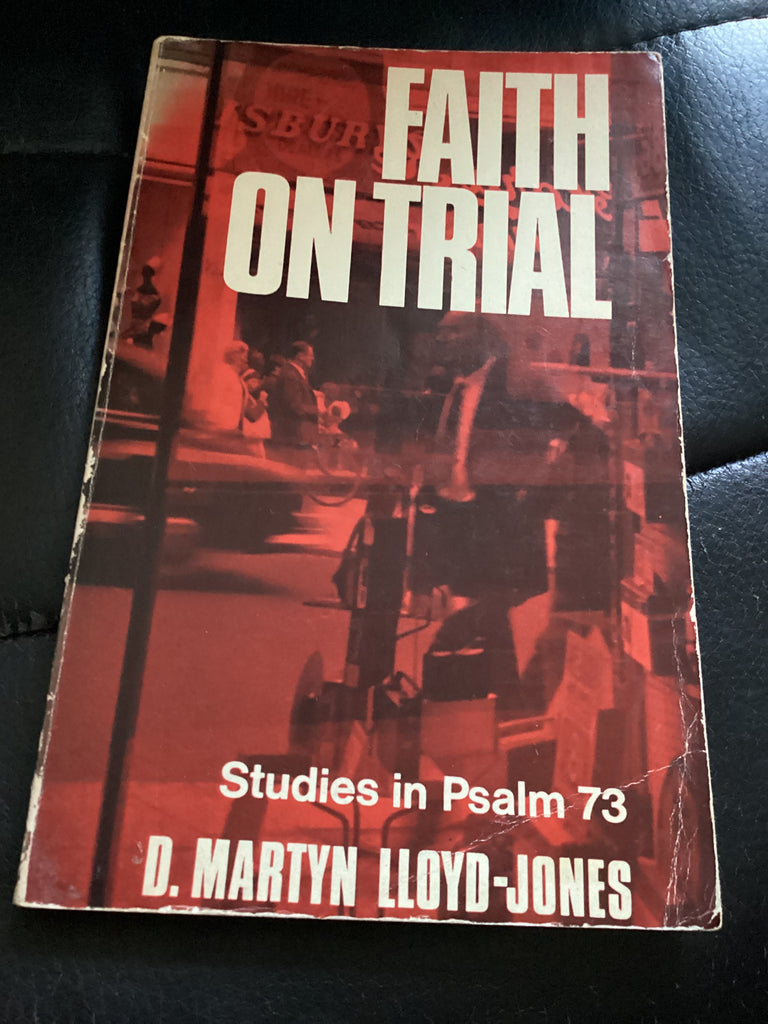 FAITH
ON TRIAL
Studies in Psalm 73
D. MARTYN LLOYD-JONES